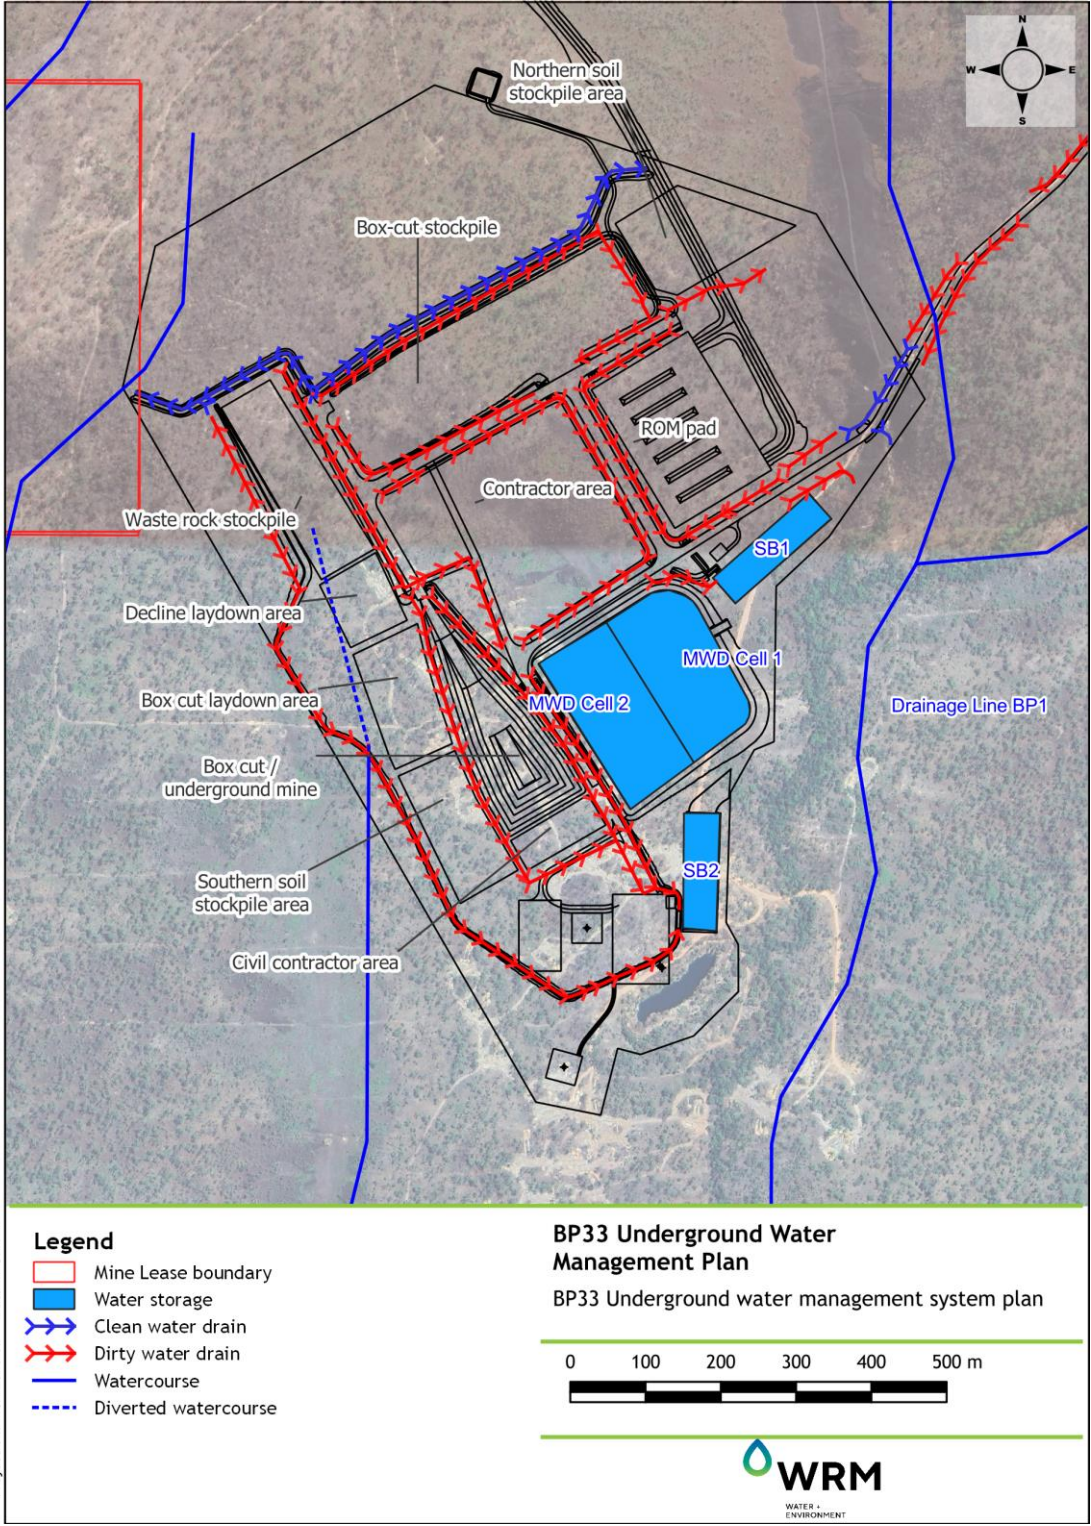 N
W
E
S
Northern soil
stockpile area
Box-cut stockpile
ROM pad
Contractor area
Waste rock stockpile
SB1
Decline laydown area
MWD Cell 1
Box cut laydown area
MWD Cell 2
Drainage Line BP1
Box cut /
underground mine
SB2
Southern soil
stockpile area
Civil contractor area
Legend
Mine Lease boundary
Water storage
Clean water drain
Dirty water drain
Watercourse
Diverted watercourse
BP33 Underground Water
Management Plan
BP33 Underground water management system plan
0 100 200 300 400 500 m
WRM
WATER +
ENVIRONMENT